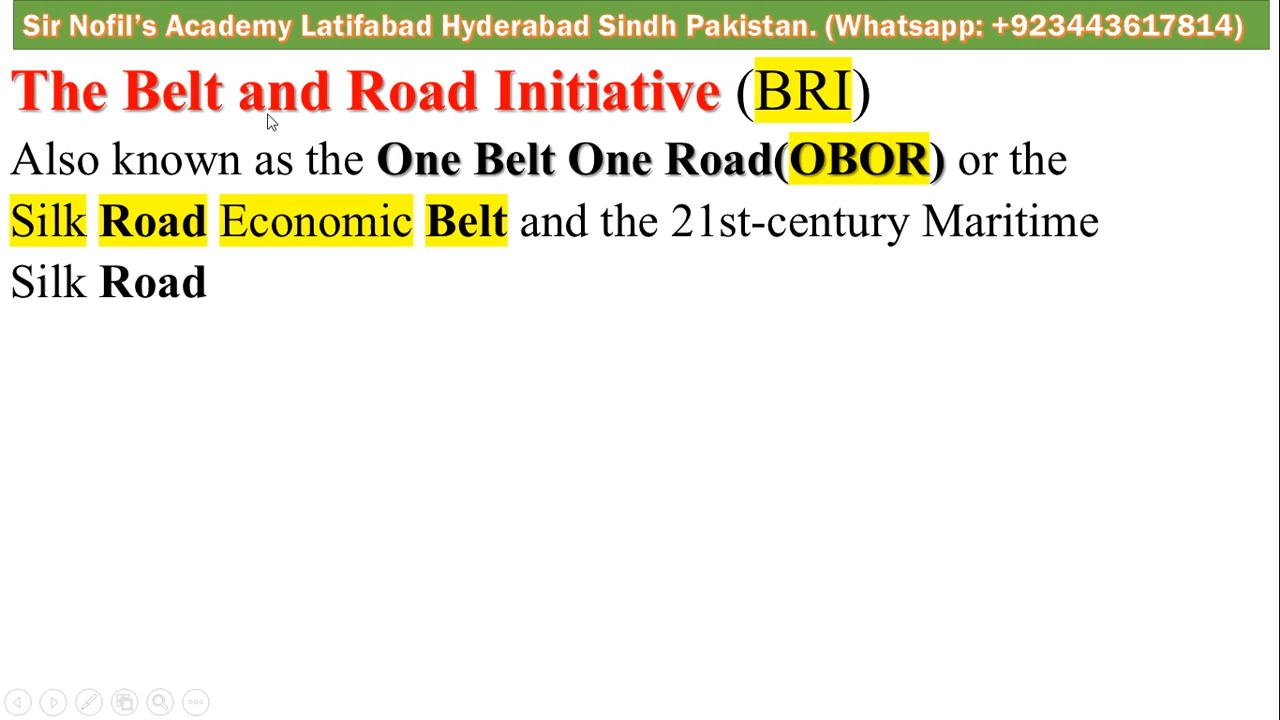 Sir Nofil’s Academy Latifabad Hyderabad Sindh Pakistan. (Whatsapp: +923443617814)
The Belt and Road Initiative (BRI)
Also known as the One Belt One Road(OBOR) or the
Silk Road Economic Belt and the 21st-century Maritime
Silk Road